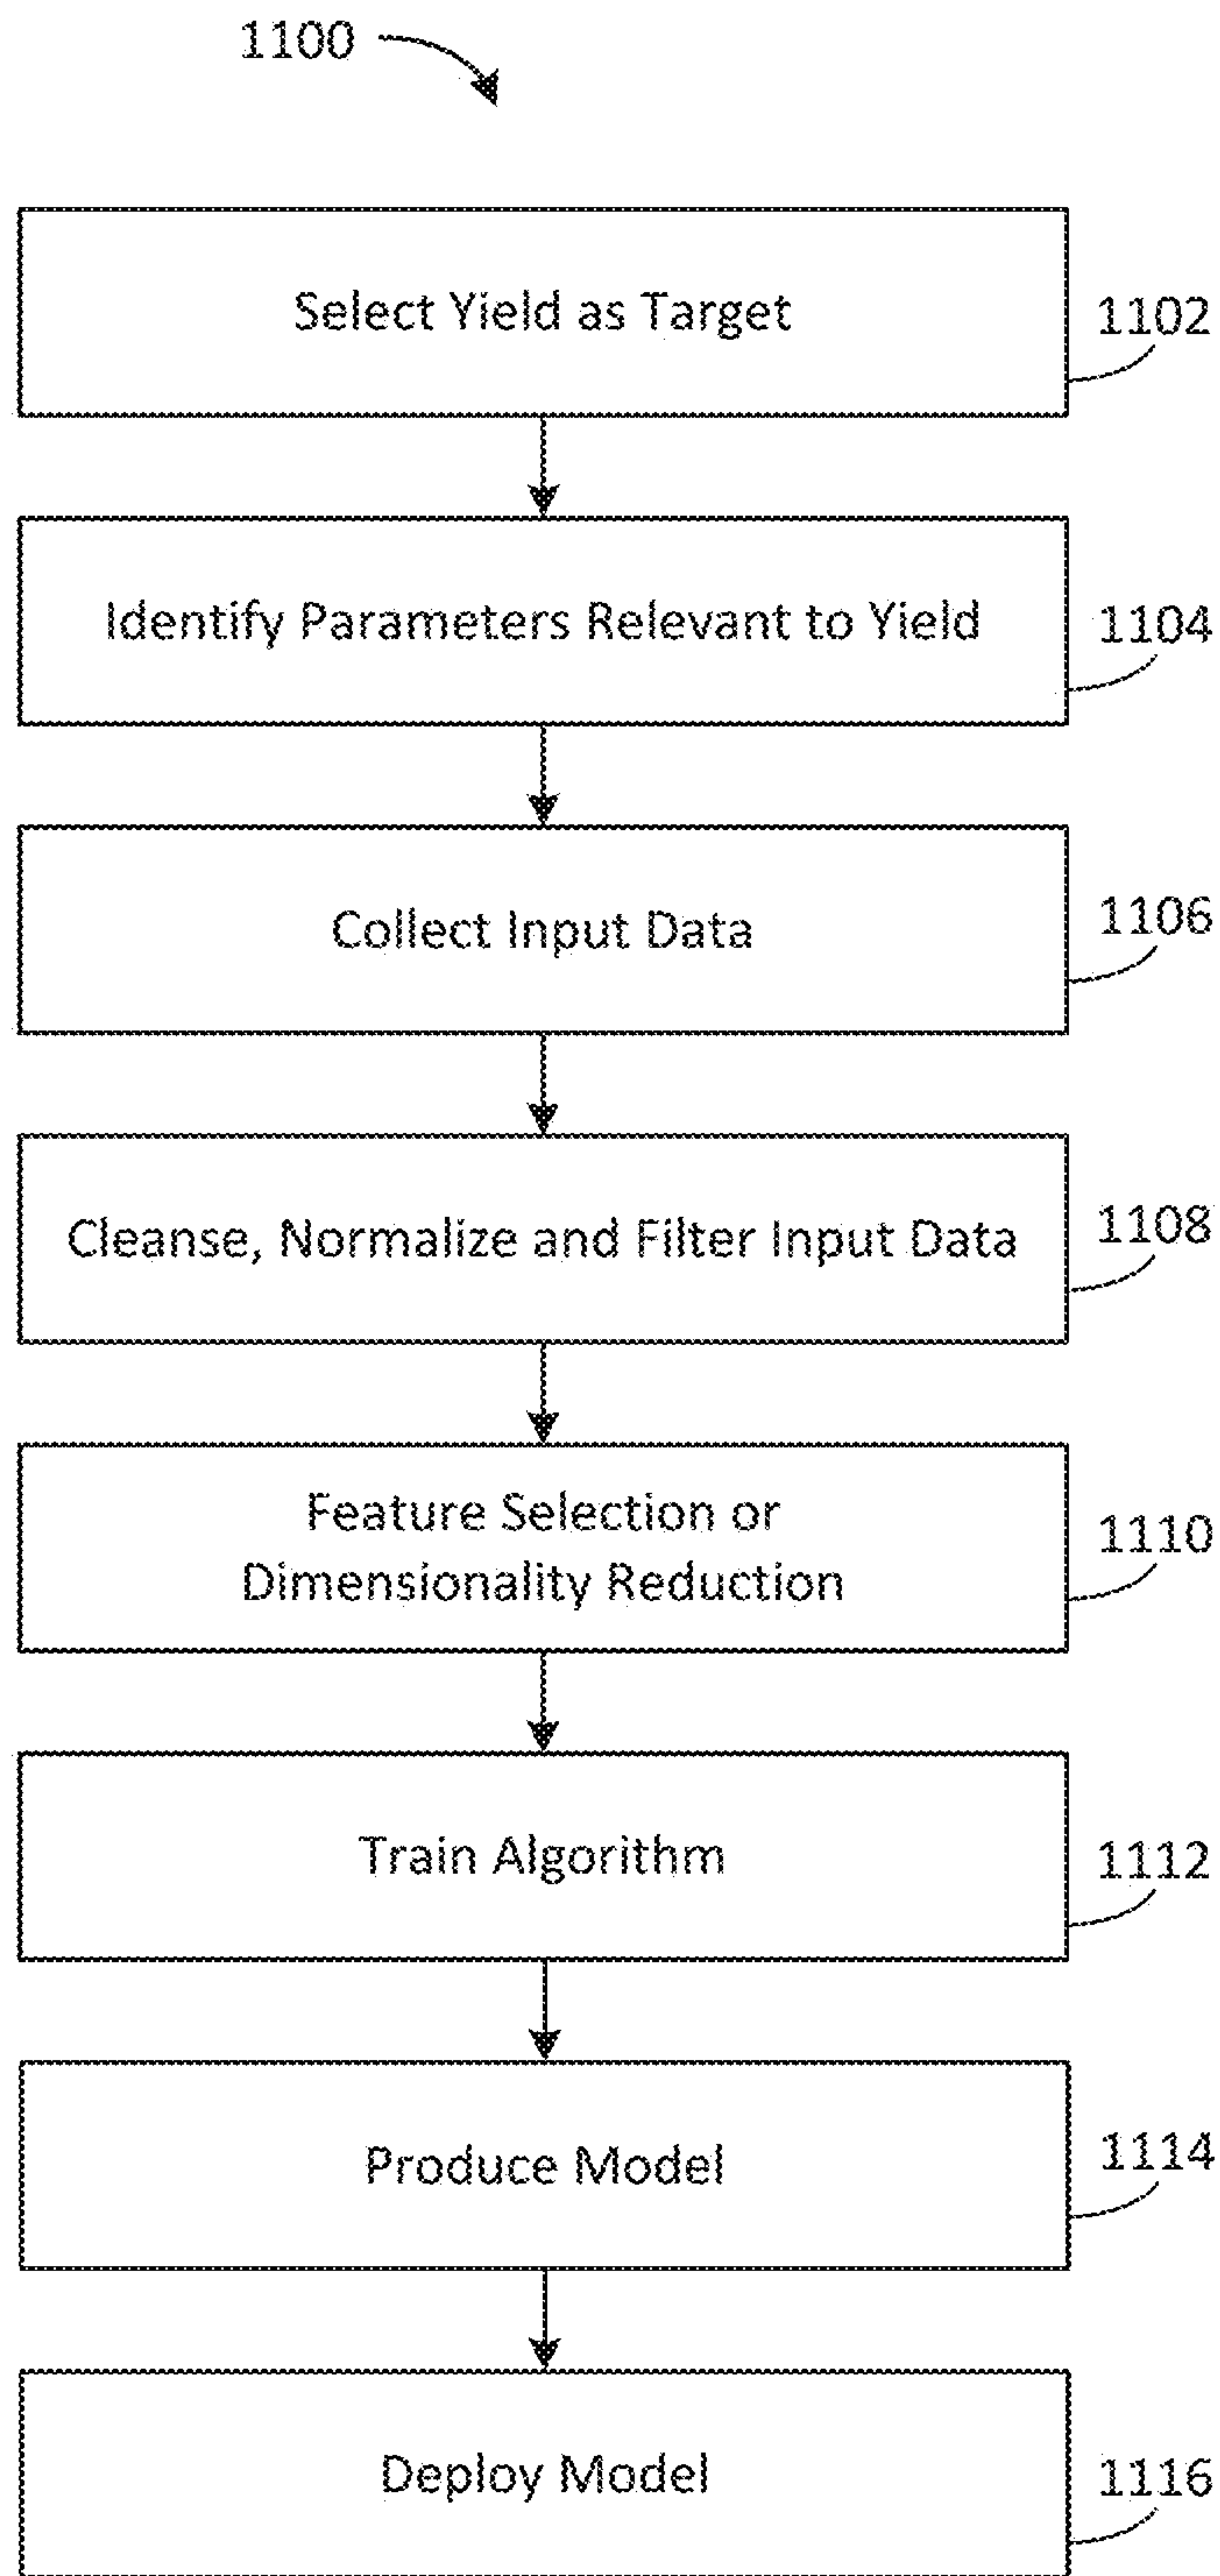 1100
Select Yield as Target
1102
Identify Parameters Relevant to Yield
1104
Collect Input Data
1106
Cleanse, Normalize and Filter Input Data
1108
Feature Selection or
Dimensionality Reduction
1110
Train Algorithm
1112
Produce Model
1114
Deploy Model
1116